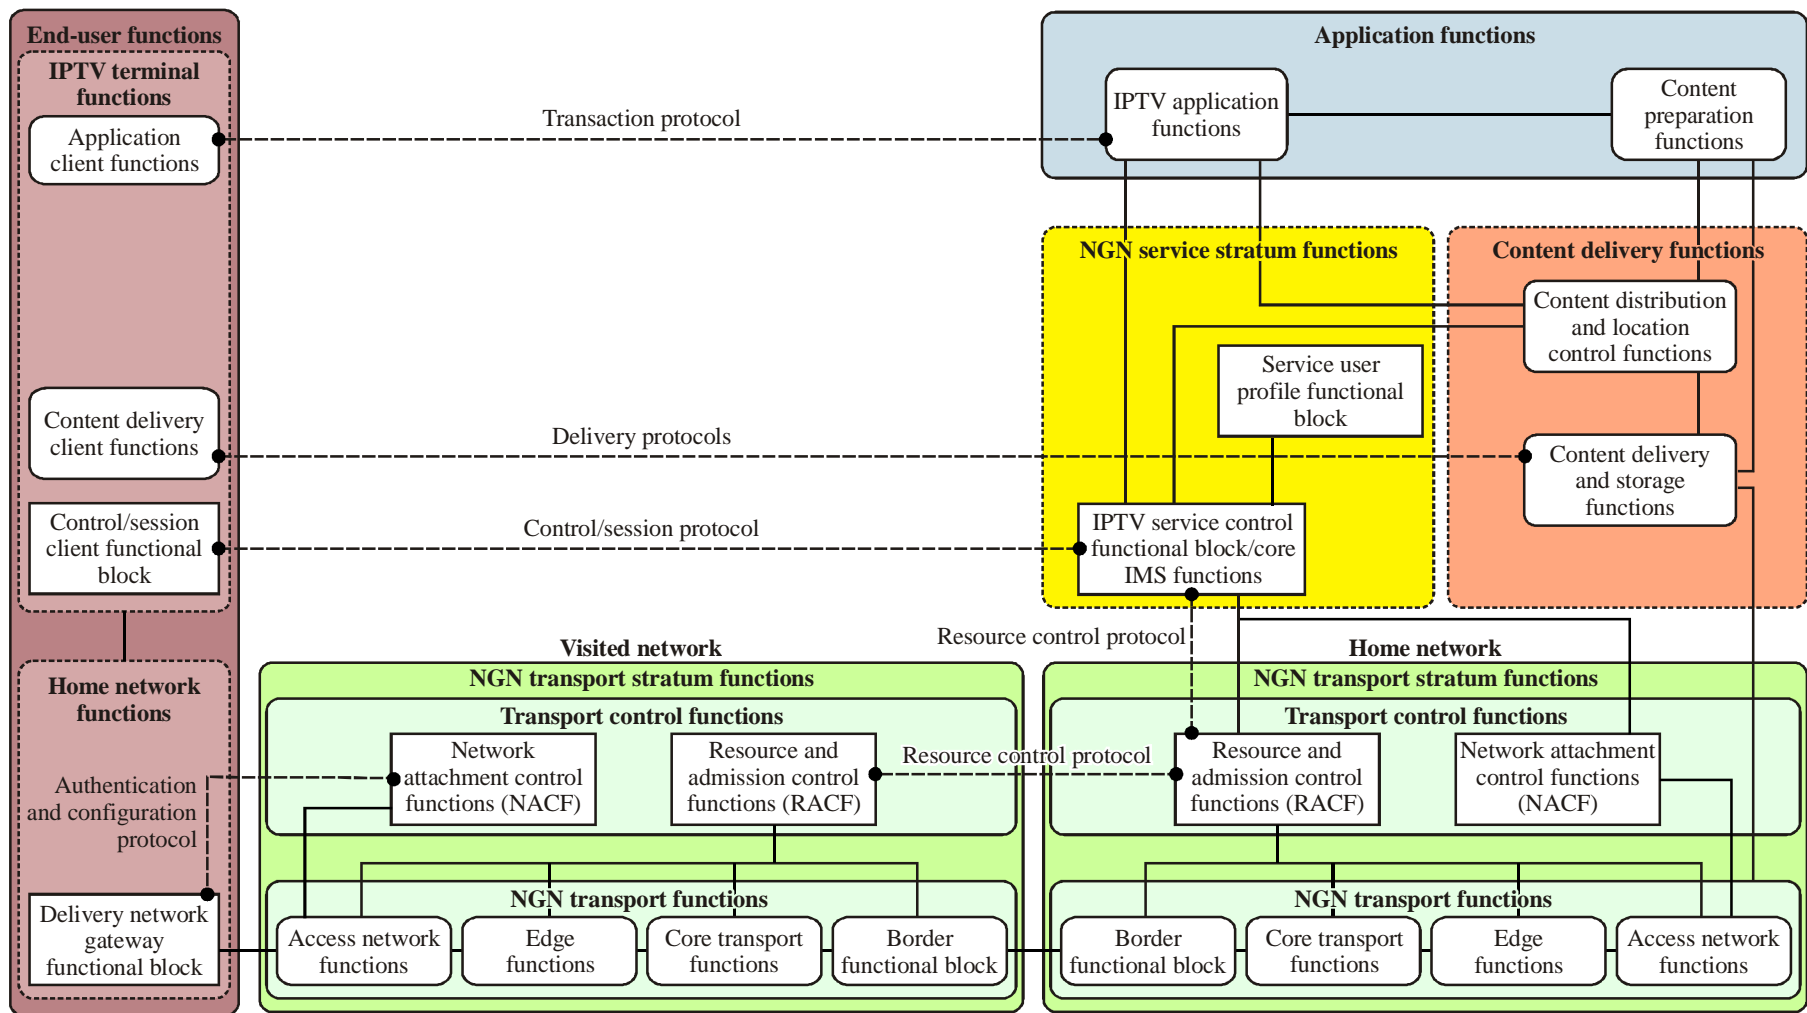 End-user functions
IPTV terminal
functions
Application
client functions
Content delivery
client functions
Control/session
client functional
block
Home network
functions
Authentication
and configuration
protocol
Delivery network
gateway
functional block
Transaction protocol
Delivery protocols
Control/session protocol
Application functions
IPTV application
functions
Content
preparation
functions
NGN service stratum functions
Service user
profile functional
block
IPTV service control
functional block/core
IMS functions
Content delivery functions
Content distribution
and location
control functions
Content delivery
and storage
functions
Resource control protocol
Visited network
NGN transport stratum functions
Transport control functions
Network
attachment control
functions (NACF)
Resource and
admission control
functions (RACF)
Resource control protocol
NGN transport functions
Access network
functions
Edge
functions
Core transport
functions
Border
functional block
Home network
NGN transport stratum functions
Transport control functions
Resource and
admission control
functions (RACF)
Network attachment
control functions
(NACF)
NGN transport functions
Border
functional block
Core transport
functions
Edge
functions
Access network
functions